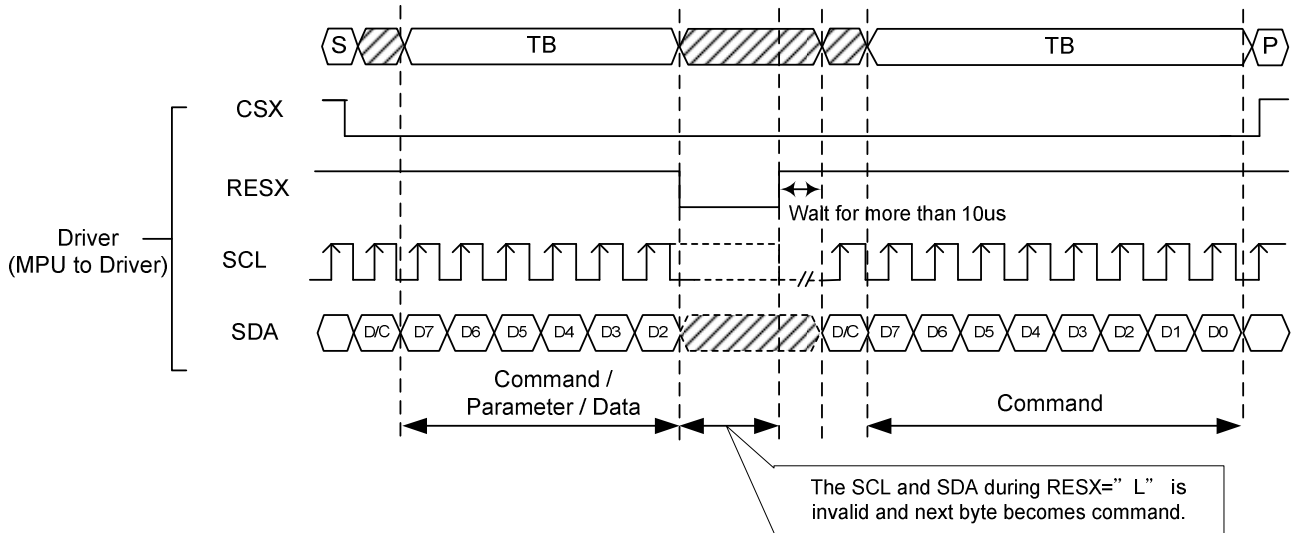 S TB TB P
CSX
RESX
Wait for more than 10us
Driver
(MPU to Driver)
SCL
SDA D/C D7 D6 D5 D4 D3 D2 D/C D7 D6 D5 D4 D3 D2 D1 D0
Command /
Parameter / Data
Command
The SCL and SDA during RESX=” L” is
invalid and next byte becomes command.